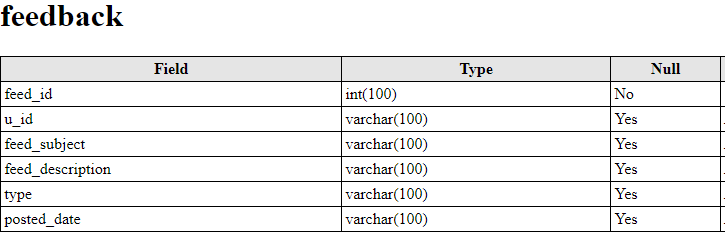 feedback
Field Type Null
feed_id int(100) No
u_id varchar(100) Yes
feed_subject varchar(100) Yes
feed_description varchar(100) Yes
type varchar(100) Yes
posted_date varchar(100) Yes